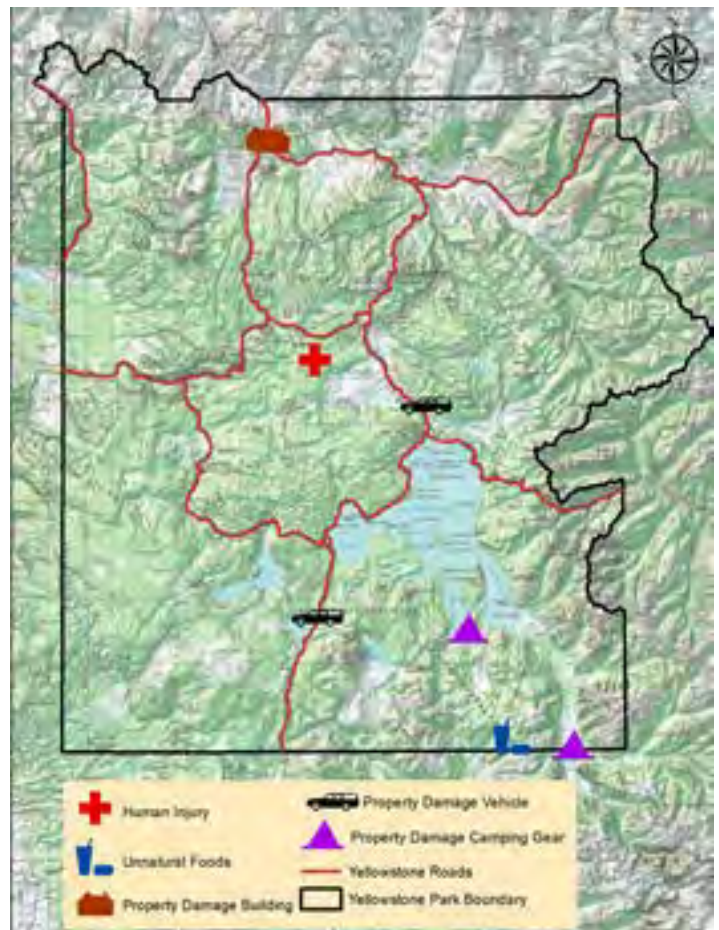 Human Injury
Unnatural Foods
Property Damage Building
Property Damage Vehicle
Property Damage Camping Gear
Yellowstone Roads
Yellowstone Park Boundary